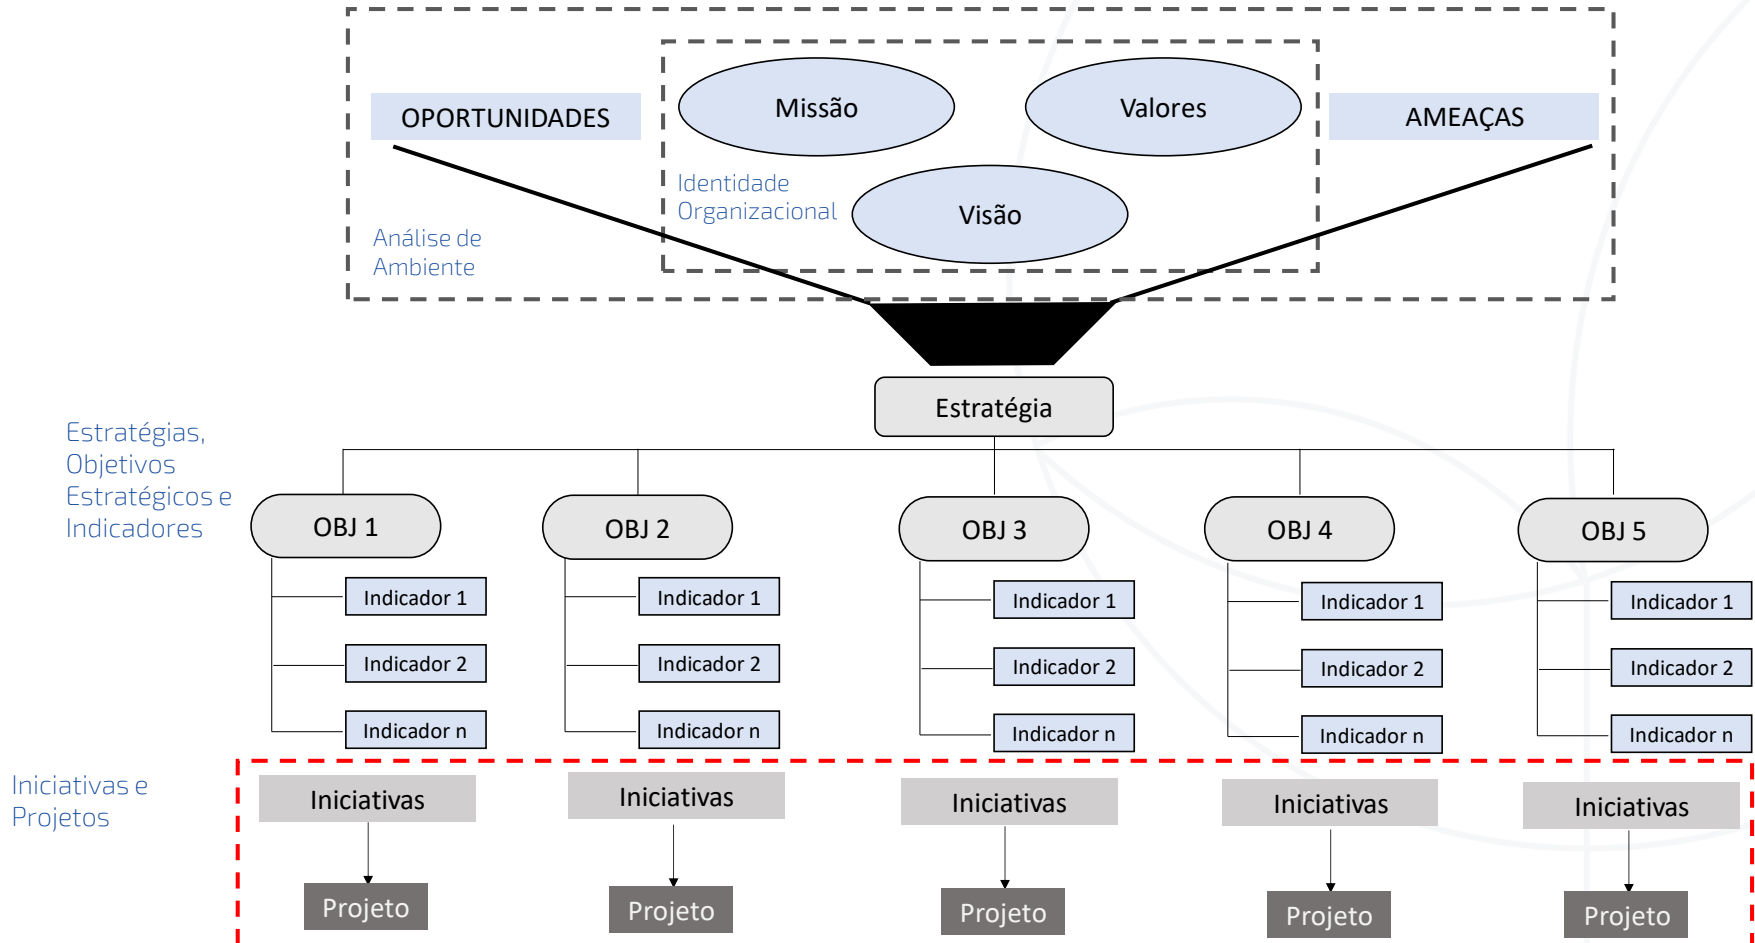 OPORTUNIDADES
Missão
Valores
AMEAÇAS
Identidade
Organizacional
Visão
Análise de
Ambiente
Estratégia
Estratégias,
Objetivos
Estratégicos e
Indicadores
OBJ 1
OBJ 2
OBJ 3
OBJ 4
OBJ 5
Indicador 1
Indicador 1
Indicador 1
Indicador 1
Indicador 1
Indicador 2
Indicador 2
Indicador 2
Indicador 2
Indicador 2
Indicador n
Indicador n
Indicador n
Indicador n
Indicador n
Iniciativas e
Projetos
Iniciativas
Iniciativas
Iniciativas
Iniciativas
Iniciativas
Projeto
Projeto
Projeto
Projeto
Projeto